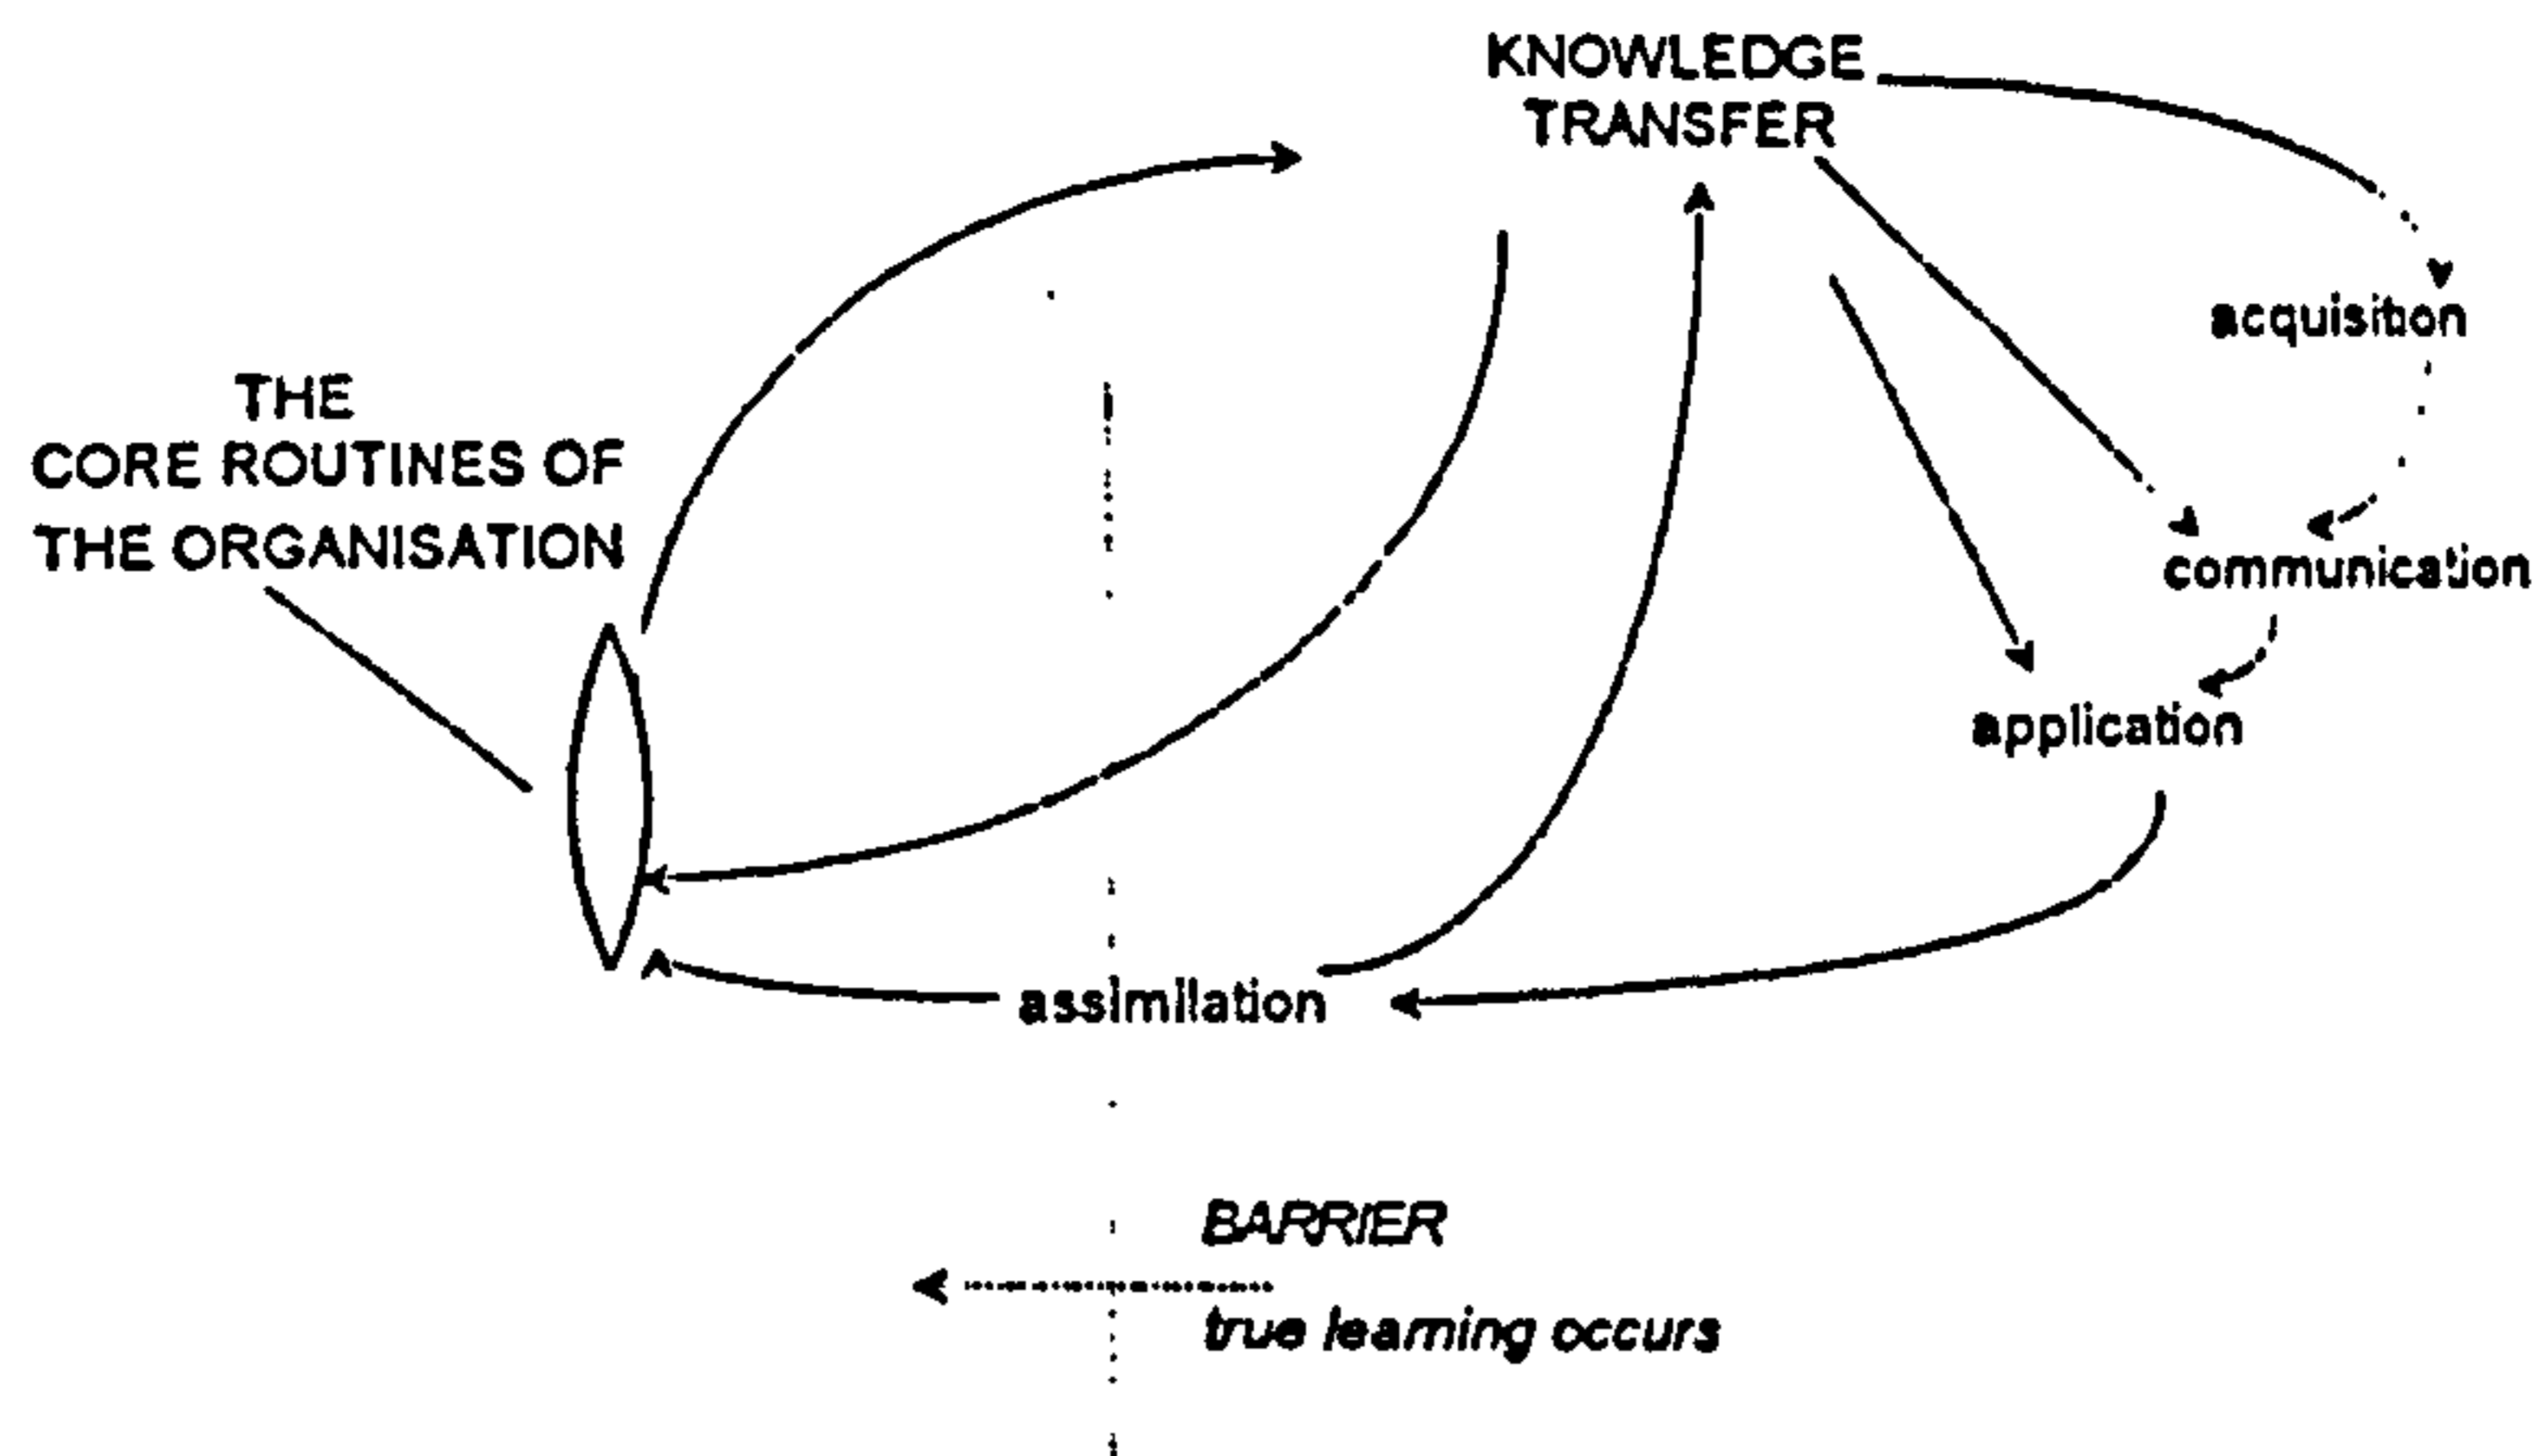 KNOWLEDGE
TRANSFER
acquisition
THE
CORE ROUTINES OF
THE ORGANISATION
communication
application
assimilation
BARRIER
true learning occurs